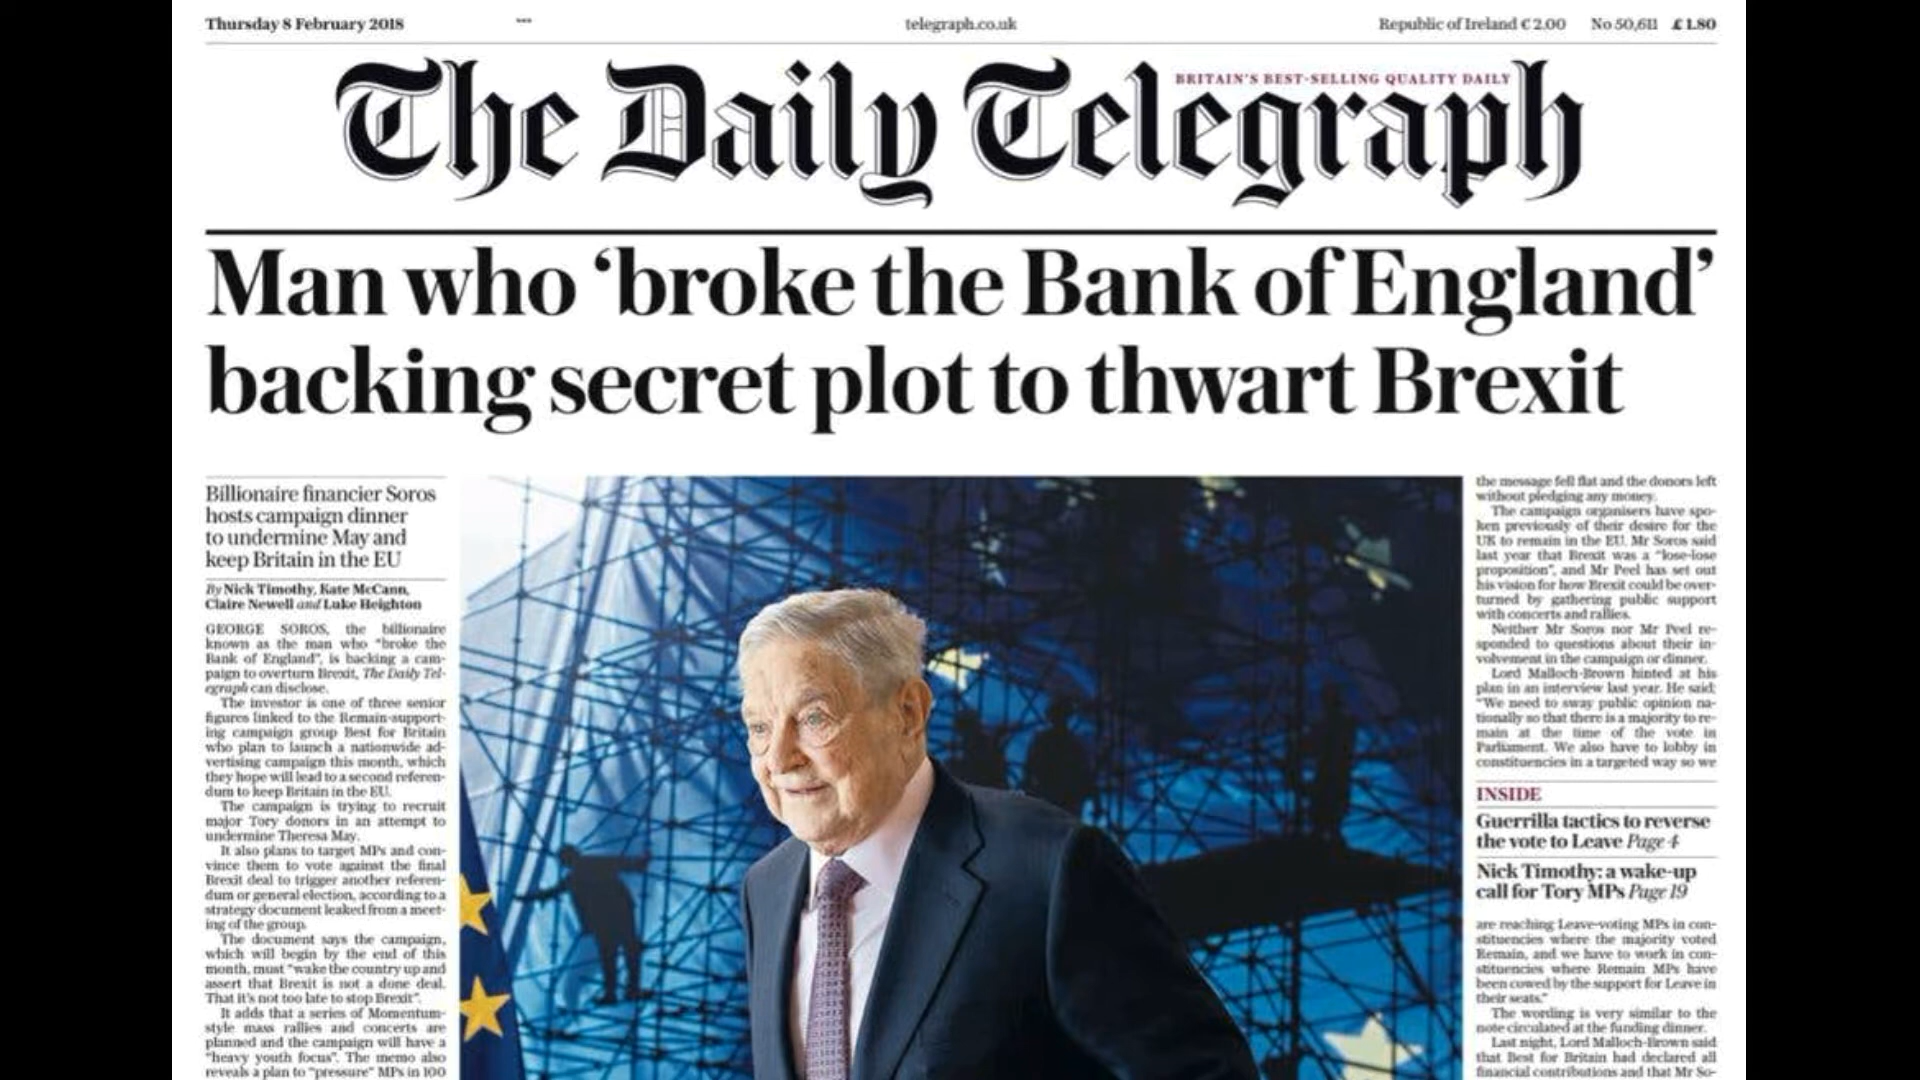 Thursday 8 February 2018
telegraph.co.uk
Republic of Ireland € 2.00 No 50,611 £ 1.80
BRITAIN'S BEST-SELLING QUALITY DAILY
The Daily Telegraph
Man who ‘broke the Bank of England’
backing secret plot to thwart Brexit
Billionaire financier Soros
hosts campaign dinner
to undermine May and
keep Britain in the EU
By Nick Timothy, Kate McCann,
Claire Newell and Luke Heighton
GEORGE SOROS, the billionaire
known as the man who “broke the
Bank of England”, is backing a cam-
paign to overturn Brexit, The Daily Tel-
egraph can disclose.
The investor is one of three senior
figures linked to the Remain-support-
ing campaign group Best for Britain
who plan to launch a nationwide ad-
vertising campaign this month, which
they hope will lead to a second referen-
dum to keep Britain in the EU.
The campaign is trying to recruit
major Tory donors in an attempt to
undermine Theresa May.
It also plans to target MPs and con-
vince them to vote against the final
Brexit deal to trigger another referen-
dum or general election, according to a
strategy document leaked from a meet-
ing of the group.
The document says the campaign,
which will begin by the end of this
month, must “wake the country up and
assert that Brexit is not a done deal.
That it’s not too late to stop Brexit”.
It adds that a series of Momentum-
style mass rallies and concerts are
planned and the campaign will have a
“heavy youth focus”. The memo also
reveals a plan to “pressure” MPs in 100
the message fell flat and the donors left
without pledging any money.
The campaign organisers have spo-
ken previously of their desire for the
UK to remain in the EU. Mr Soros said
last year that Brexit was a “lose-lose
proposition”, and Mr Peel has set out
his vision for how Brexit could be over-
turned by gathering public support
with concerts and rallies.
Neither Mr Soros nor Mr Peel re-
sponded to questions about their in-
volvement in the campaign or dinner.
Lord Malloch-Brown hinted at his
plan in an interview last year. He said:
“We need to sway public opinion na-
tionally so that there is a majority to re-
main at the time of the vote in
Parliament. We also have to lobby in
constituencies in a targeted way so we
INSIDE
Guerrilla tactics to reverse
the vote to Leave Page 4
Nick Timothy: a wake-up
call for Tory MPs Page 19
are reaching Leave-voting MPs in con-
stituencies where the majority voted
Remain, and we have to work in con-
stituencies where Remain MPs have
been cowed by the support for Leave in
their seats.”
The wording is very similar to the
note circulated at the funding dinner.
Last night, Lord Malloch-Brown said
that Best for Britain had declared all
financial contributions and that Mr So-